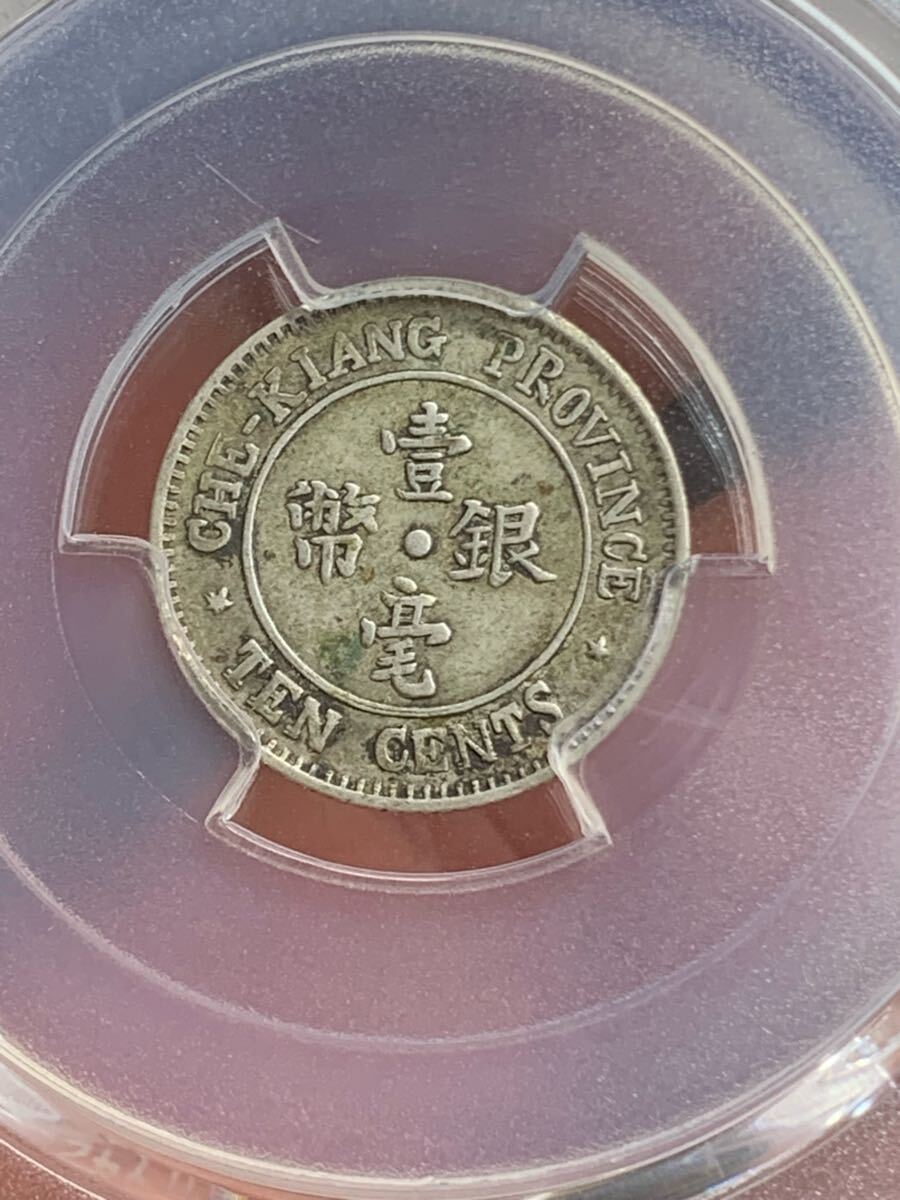 CHE-KIANG PROVINCE
壹毫
銀幣
TEN CENTS